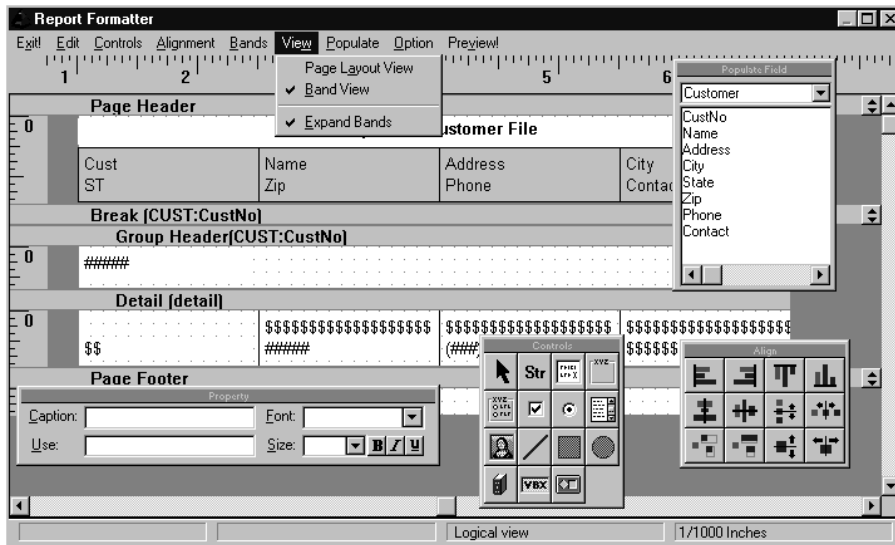 Report Formatter
Exit! Edit Controls Alignment Bands View Populate Option Preview!
Page Layout View
Band View
Expand Bands
1 2 5 6
Populate Field
Customer
CustNo
Name
Address
City
State
Zip
Phone
Contact
Page Header
0
ustomer File
Cust Name Address City
ST Zip Phone Contac
Break (CUST:CustNo)
Group Header(CUST:CustNo)
0
#####
Detail (detail)
0
$$$$$$$$$$$$$$$$$$$ $$$$$$$$$$$$$$$$$$$ $$$$$$$$$$$$$$$$$$$
$$ ##### (### $$$$$$
Page Footer
Property
Caption: Font:
Use: Size: B I U
Controls
Str
XYZ
XYZ
VBX
Align
Logical view 1/1000 Inches